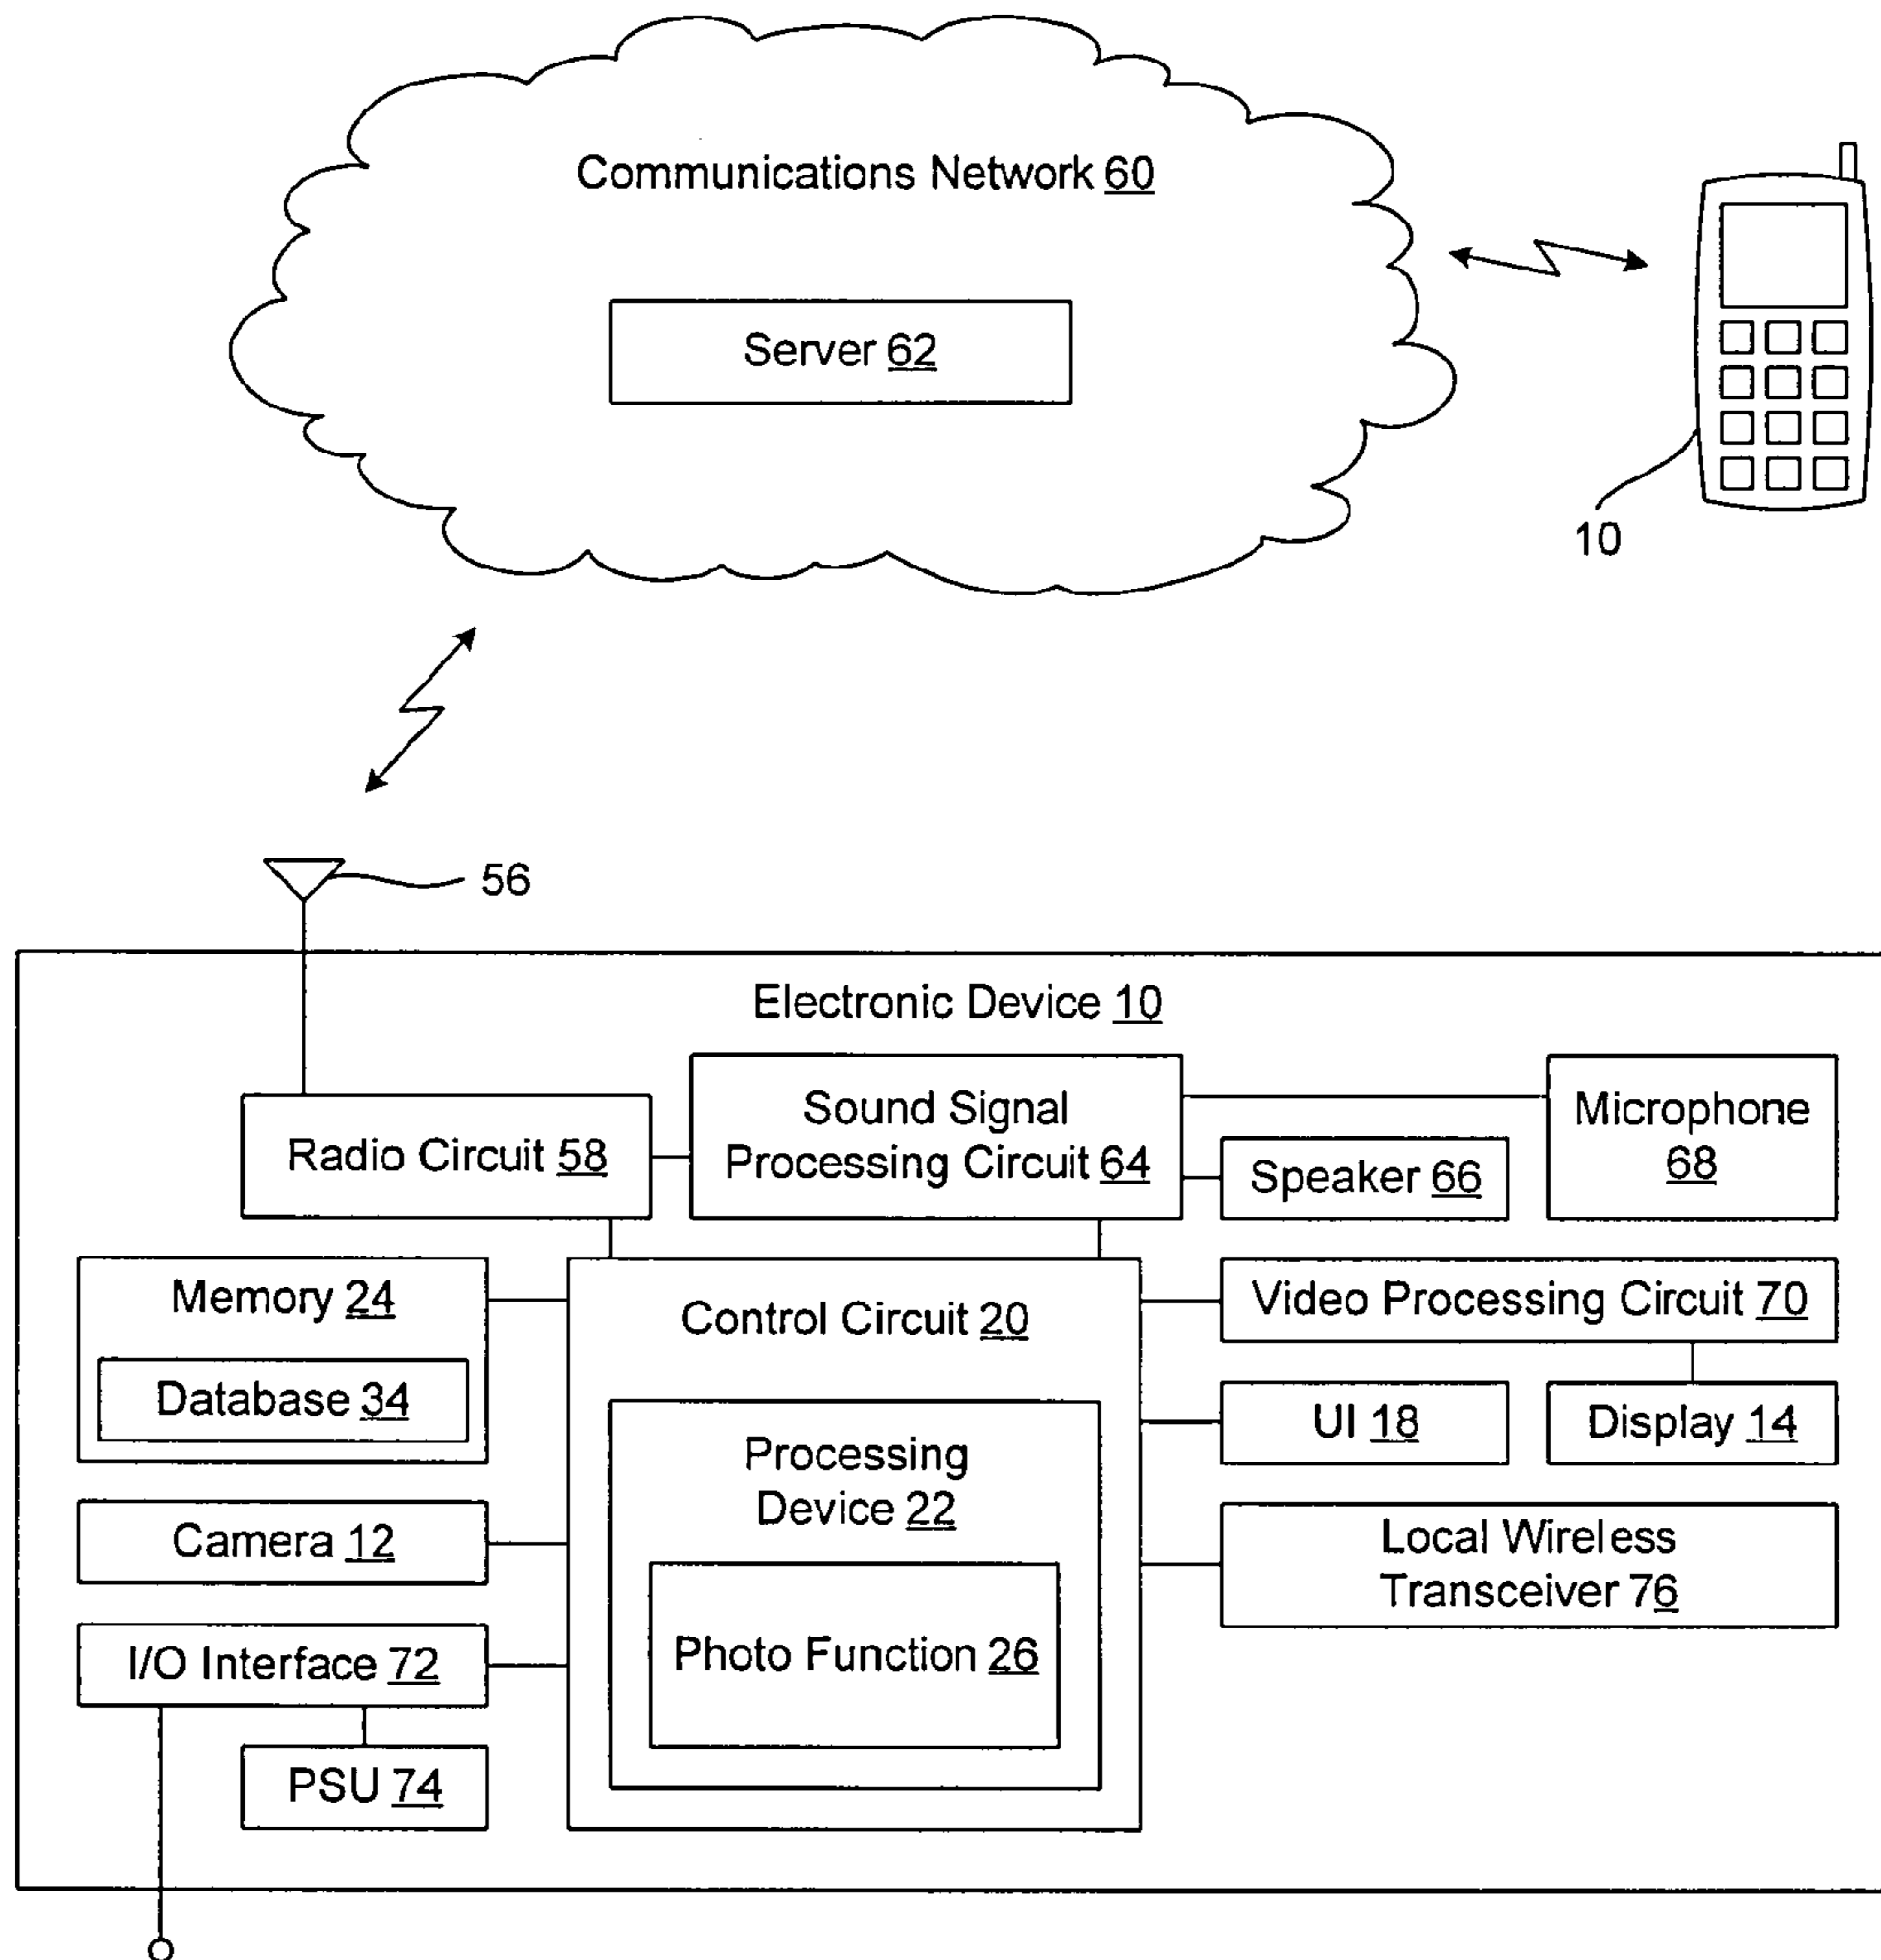 Communications Network 60
Server 62
10
56
Electronic Device 10
Radio Circuit 58
Sound Signal
Processing Circuit 64
Microphone
68
Speaker 66
Memory 24
Database 34
Control Circuit 20
Video Processing Circuit 70
Processing
Device 22
UI 18
Display 14
Camera 12
Local Wireless
Transceiver 76
Photo Function 26
I/O Interface 72
PSU 74